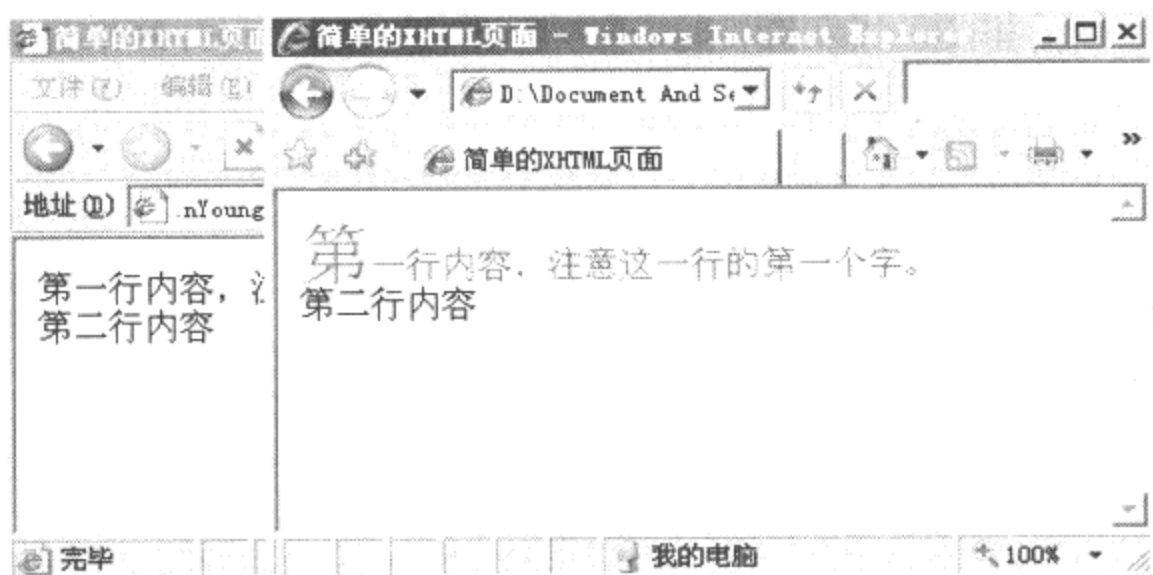 简单的XHTML页面
文件(F) 编辑(E)
地址(D) .nYoung
第一行内容，
第二行内容
完毕
简单的XHTML页面 - Windows Internet Explorer
D:\Document And Se
简单的XHTML页面
第一行内容，注意这一行的第一个字。
第二行内容
我的电脑
100%